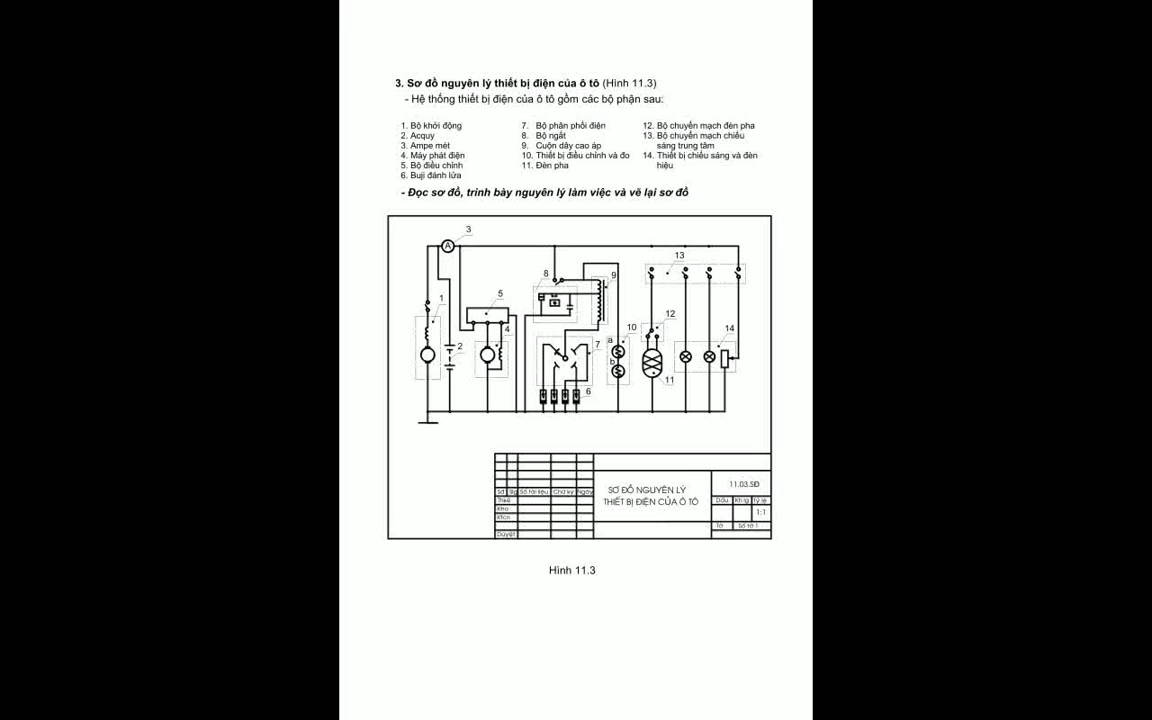 3. Sơ đồ nguyên lý thiết bị điện của ô tô (Hình 11.3)
- Hệ thống thiết bị điện của ô tô gồm các bộ phận sau:
1. Bộ khởi động
2. Acquy
3. Ampe mét
4. Máy phát điện
5. Bộ điều chỉnh
6. Buji đánh lửa
7. Bộ phân phối điện
8. Bộ ngắt
9. Cuộn dây cao áp
10. Thiết bị điều chỉnh và đo
11. Đèn pha
12. Bộ chuyển mạch đèn pha
13. Bộ chuyển mạch chiếu
sáng trung tâm
14. Thiết bị chiếu sáng và đèn
hiệu
- Đọc sơ đồ, trình bày nguyên lý làm việc và vẽ lại sơ đồ
3
A
13
8
9
5
1
12
10
4
14
7
2
a
b
11
6
SƠ ĐỒ NGUYÊN LÝ
THIẾT BỊ ĐIỆN CỦA Ô TÔ
11.03.SĐ
Sđ Slg Số tài liệu Chữ ký Ngày
Dấu Kh lg Tỷ lệ
Thiế
Ktra
1:1
Ktcn
Tờ Số tờ 1
Duyệt
Hình 11.3